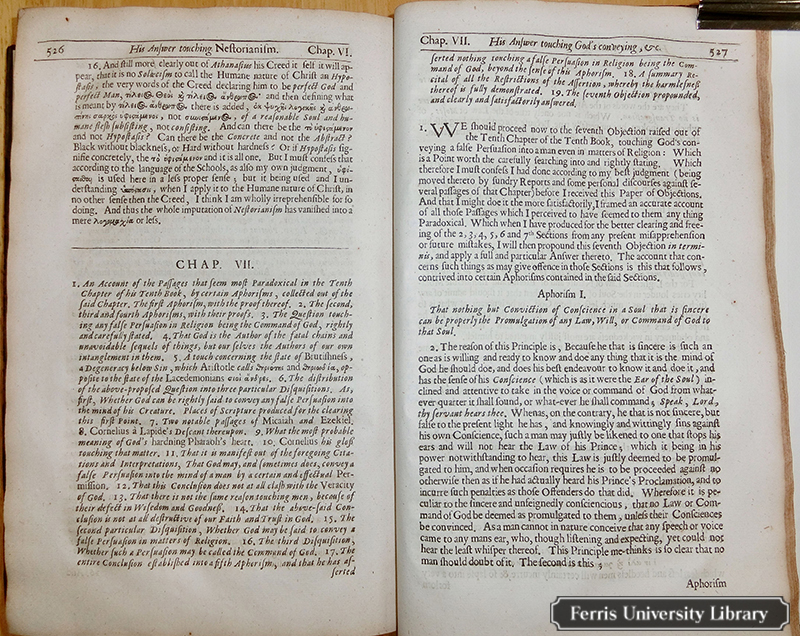 526 His Anſwer touching Neſtorianiſm. Chap. VI.
16. And ſtill more, clearly out of Athanaſius his Creed it ſelf it will ap-
pear, that it is no Solœciſm to call the Humane nature of Chriſt an Hypo-
ſtaſis, the very words of the Creed declaring him to be perfect God and
perfect Man, and then defining what
is meant by there is added,
not of a reaſonable Soul and hu-
mane fleſh ſubſiſting, not conſiſting. And can there be the
and not Hypoſtaſis? Can there be the Concrete and not the Abſtract?
Black without blackneſs, or Hard without hardneſs? Or if Hypoſtaſis ſig-
nifie concretely, the and it is all one. But I muſt confeſs that
according to the language of the Schools, as alſo my own judgment,
is uſed here in a leſs proper ſenſe; but it being uſed and I un-
derſtanding when I apply it to the Humane nature of Chriſt, in
no other ſenſe then the Creed, I think I am wholly irreprehenſible for ſo
doing. And thus the whole imputation of Neſtorianiſm has vaniſhed into a
mere λογομαχία or leſs.
CHAP. VII.
1. An Account of the Paſſages that ſeem moſt Paradoxical in the Tenth
Chapter of his Tenth Book, by certain Aphoriſms, collected out of the
ſaid Chapter. The firſt Aphoriſm, with the proof thereof. 2. The ſecond,
third and fourth Aphoriſms, with their proofs. 3. The Queſtion touch-
ing any falſe Perſuaſion in Religion being the Command of God, rightly
and carefully ſtated. 4. That God is the Author of the fatal chains and
unavoidable ſequels of things, but our ſelves the Authors of our own
intanglement in them. 5. A touch concerning the ſtate of Brutiſhneſs,
a Degeneracy below Sin, which Ariſtotle calls and op-
poſite to the ſtate of the Lacedemonians 6. The diſtribution
of the above-propoſed Queſtion into three particular Diſquiſitions. As,
firſt, Whether God can be rightly ſaid to convey any falſe Perſuaſion into
the mind of his Creature. Places of Scripture produced for the clearing
this firſt Point. 7. Two notable paſſages of Micaiah and Ezekiel.
8. Cornelius à Lapide's Deſcant thereupon. 9. What the moſt probable
meaning of God's hardning Pharaoh's heart. 10. Cornelius his gloſs
touching that matter. 11. That it is manifeſt out of the foregoing Cita-
tions and Interpretations, That God may, and ſometimes does, convey a
falſe Perſuaſion into the mind of a man by a certain and effectual Per-
miſſion. 12. That this Concluſion does not at all claſh with the Veracity
of God. 13. That there is not the ſame reaſon touching men, becauſe of
their defect in Wiſedom and Goodneſs. 14. That the above-ſaid Con-
cluſion is not at all deſtructive of our Faith and Truſt in God. 15. The
ſecond particular Diſquiſition, Whether God may be ſaid to convey a
falſe Perſuaſion in matters of Religion. 16. The third Diſquiſition,
Whether ſuch a Perſuaſion may be called the Command of God. 17. The
entire Concluſion eſtabliſhed into a fifth Aphoriſm, and that he has aſ-
ſerted
Chap. VII. His Anſwer touching God's conveying, &c. 527
ſerted nothing touching a falſe Perſuaſion in Religion being the Com-
mand of God, beyond the ſenſe of this Aphoriſm. 18. A ſummary Re-
cital of all the Reſtrictions of the Aſſertion, whereby the harmleſneſs
thereof is fully demonſtrated. 19. The ſeventh Objection propounded,
and clearly and ſatisfactorily anſwered.
1. WE ſhould proceed now to the ſeventh Objection raiſed out of
the Tenth Chapter of the Tenth Book, touching God's con-
veying a falſe Perſuaſion into a man even in matters of Religion: Which
is a Point worth the carefully ſearching into and rightly ſtating. Which
therefore I muſt confeſs I had done according to my beſt judgment (being
moved thereto by ſundry Reports and ſome perſonal diſcourſes againſt ſe-
veral paſſages of that Chapter) before I received this Paper of Objections.
And that I might doe it the more ſatisfactorily, I framed an accurate account
of all thoſe Paſſages which I perceived to have ſeemed to them any thing
Paradoxical. Which when I have produced for the better clearing and free-
ing of the 2, 3, 4, 5, 6 and 7th Sections from any preſent miſapprehenſion
or future miſtakes, I will then propound this ſeventh Objection in termi-
nis, and apply a full and particular Anſwer thereto. The account that con-
cerns ſuch things as may give offence in thoſe Sections is this that follows,
contrived into certain Aphoriſms contained in the ſaid Sections.
Aphoriſm I.
That nothing but Conviction of Conſcience in a Soul that is ſincere
can be properly the Promulgation of any Law, Will, or Command of God to
that Soul.
2. The reaſon of this Principle is, Becauſe he that is ſincere is ſuch an
one as is willing and ready to know and doe any thing that it is the mind of
God he ſhould doe, and does his beſt endeavour to know it and doe it, and
has the ſenſe of his Conſcience (which is as it were the Ear of the Soul) in-
clined and attentive to take in the voice or command of God from what-
ever quarter it ſhall ſound, or what-ever he ſhall command, Speak, Lord,
thy ſervant hears thee. Whenas, on the contrary, he that is not ſincere, but
falſe to the preſent light he has, and knowingly and wittingly ſins againſt
his own Conſcience, ſuch a man may juſtly be likened to one that ſtops his
ears and will not hear the Law of his Prince; which it being in his
power notwithſtanding to hear, this Law is juſtly deemed to be promul-
gated to him, and when occaſion requires he is to be proceeded againſt no
otherwiſe then as if he had actually heard his Prince's Proclamation, and to
incurre ſuch penalties as thoſe Offenders do that did. Wherefore it is pe-
culiar to the ſincere and unfeignedly conſciencious, that no Law or Com-
mand of God be deemed as promulgated to them, unleſs their Conſciences
be convinced. As a man cannot in nature conceive that any ſpeech or voice
came to any mans ear, who, though liſtening and expecting, yet could not
hear the leaſt whiſper thereof. This Principle me-thinks is ſo clear that no
man ſhould doubt of it. The ſecond is this;
Aphoriſm
Ferris University Library